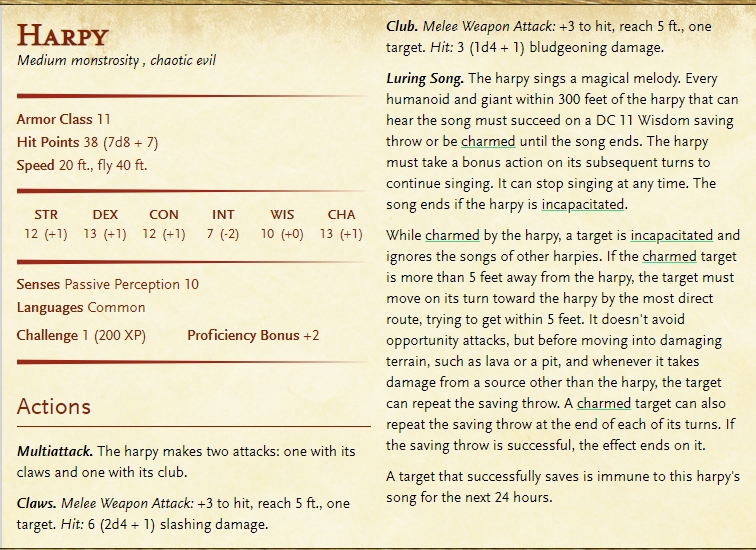 Harpy
Medium monstrosity , chaotic evil
Armor Class 11
Hit Points 38 (7d8 + 7)
Speed 20 ft., fly 40 ft.
STR DEX CON INT WIS CHA
12 (+1) 13 (+1) 12 (+1) 7 (-2) 10 (+0) 13 (+1)
Senses Passive Perception 10
Languages Common
Challenge 1 (200 XP) Proficiency Bonus +2
Actions
Multiattack. The harpy makes two attacks: one with its
claws and one with its club.
Claws. Melee Weapon Attack: +3 to hit, reach 5 ft., one
target. Hit: 6 (2d4 + 1) slashing damage.
Club. Melee Weapon Attack: +3 to hit, reach 5 ft., one
target. Hit: 3 (1d4 + 1) bludgeoning damage.
Luring Song. The harpy sings a magical melody. Every
humanoid and giant within 300 feet of the harpy that can
hear the song must succeed on a DC 11 Wisdom saving
throw or be charmed until the song ends. The harpy
must take a bonus action on its subsequent turns to
continue singing. It can stop singing at any time. The
song ends if the harpy is incapacitated.
While charmed by the harpy, a target is incapacitated and
ignores the songs of other harpies. If the charmed target
is more than 5 feet away from the harpy, the target must
move on its turn toward the harpy by the most direct
route, trying to get within 5 feet. It doesn't avoid
opportunity attacks, but before moving into damaging
terrain, such as lava or a pit, and whenever it takes
damage from a source other than the harpy, the target
can repeat the saving throw. A charmed target can also
repeat the saving throw at the end of each of its turns. If
the saving throw is successful, the effect ends on it.
A target that successfully saves is immune to this harpy's
song for the next 24 hours.